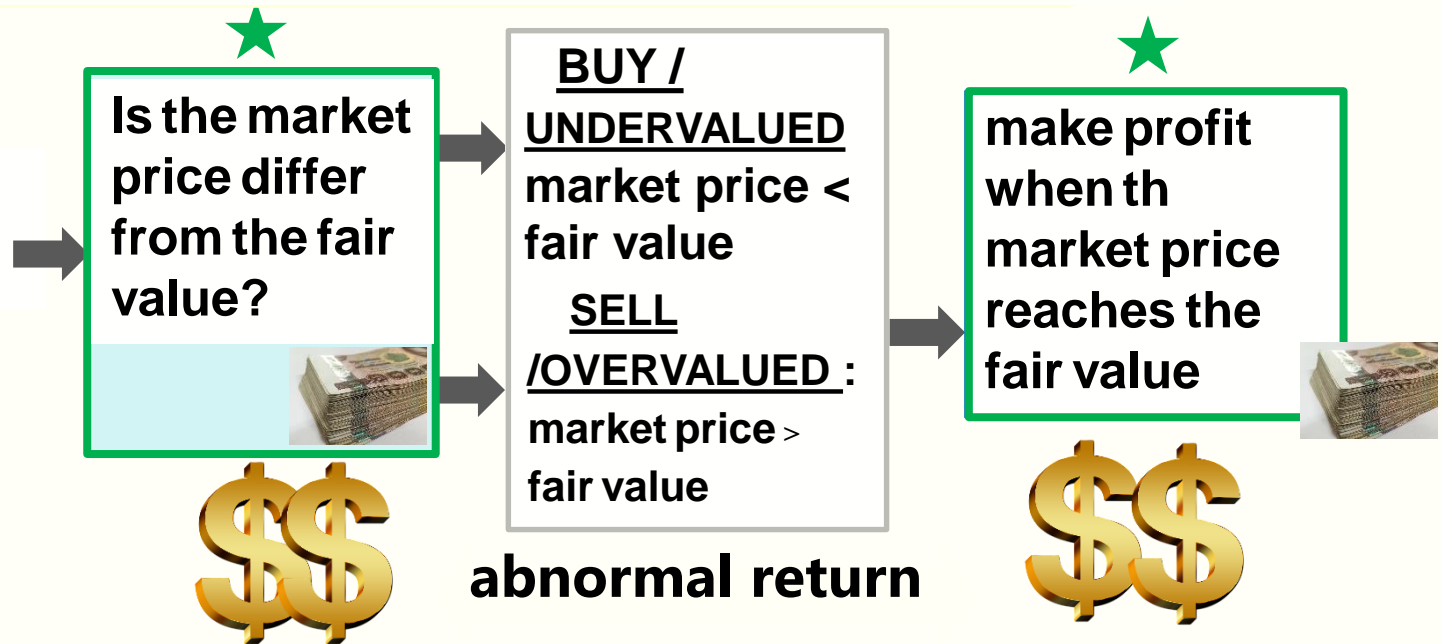 Is the market
price differ
from the fair
value?
BUY /
UNDERVALUED
market price <
fair value
SELL
/OVERVALUED :
market price >
fair value
make profit
when th
market price
reaches the
fair value
$$
abnormal return
$$